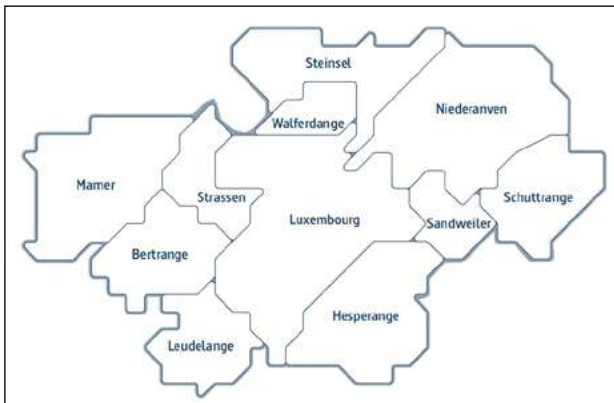 Steinsel
Niederanven
Walferdange
Mamer
Strassen
Schuttrange
Luxembourg
Sandweiler
Bertrange
Hesperange
Leudelange